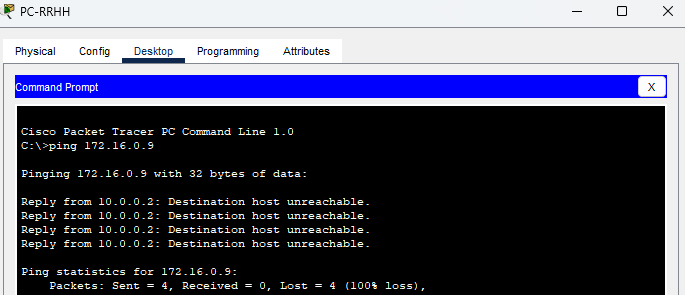 PC-RRHH
Physical Config Desktop Programming Attributes
Command Prompt X
Cisco Packet Tracer PC Command Line 1.0
C:\>ping 172.16.0.9
Pinging 172.16.0.9 with 32 bytes of data:
Reply from 10.0.0.2: Destination host unreachable.
Reply from 10.0.0.2: Destination host unreachable.
Reply from 10.0.0.2: Destination host unreachable.
Reply from 10.0.0.2: Destination host unreachable.
Ping statistics for 172.16.0.9:
Packets: Sent = 4, Received = 0, Lost = 4 (100% loss),